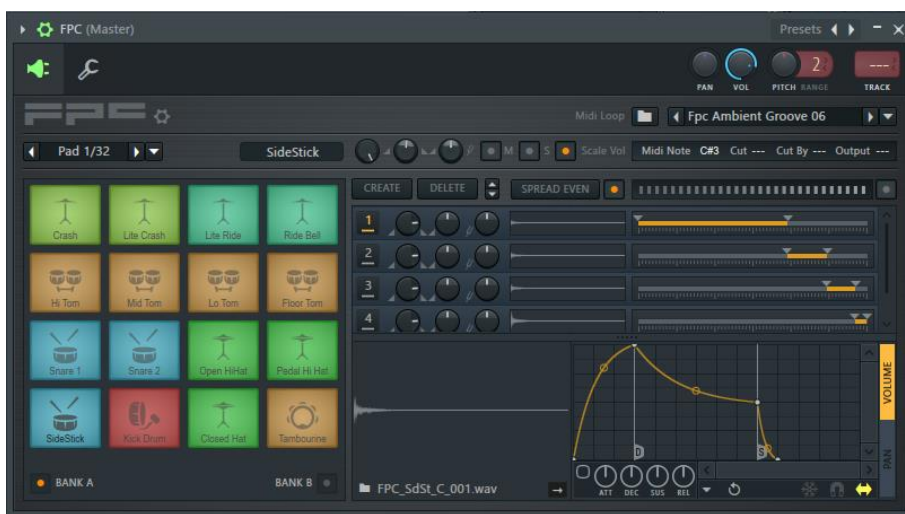 FPC (Master) Presets
PAN VOL PITCH RANGE 2 --- TRACK
FPC Midi Loop Fpc Ambient Groove 06
Pad 1/32 SideStick M S Scale Vol Midi Note C#3 Cut --- Cut By --- Output ---
CREATE DELETE SPREAD EVEN
Crash Lite Crash Lite Ride Ride Bell
1
2
Hi Tom Mid Tom Lo Tom Floor Tom
3
4
Snare 1 Snare 2 Open HiHat Pedal Hi Hat
VOLUME
SideStick Kick Drum Closed Hat Tambourine
D S
PAN
BANK A BANK B
FPC_SdSt_C_001.wav
ATT DEC SUS REL